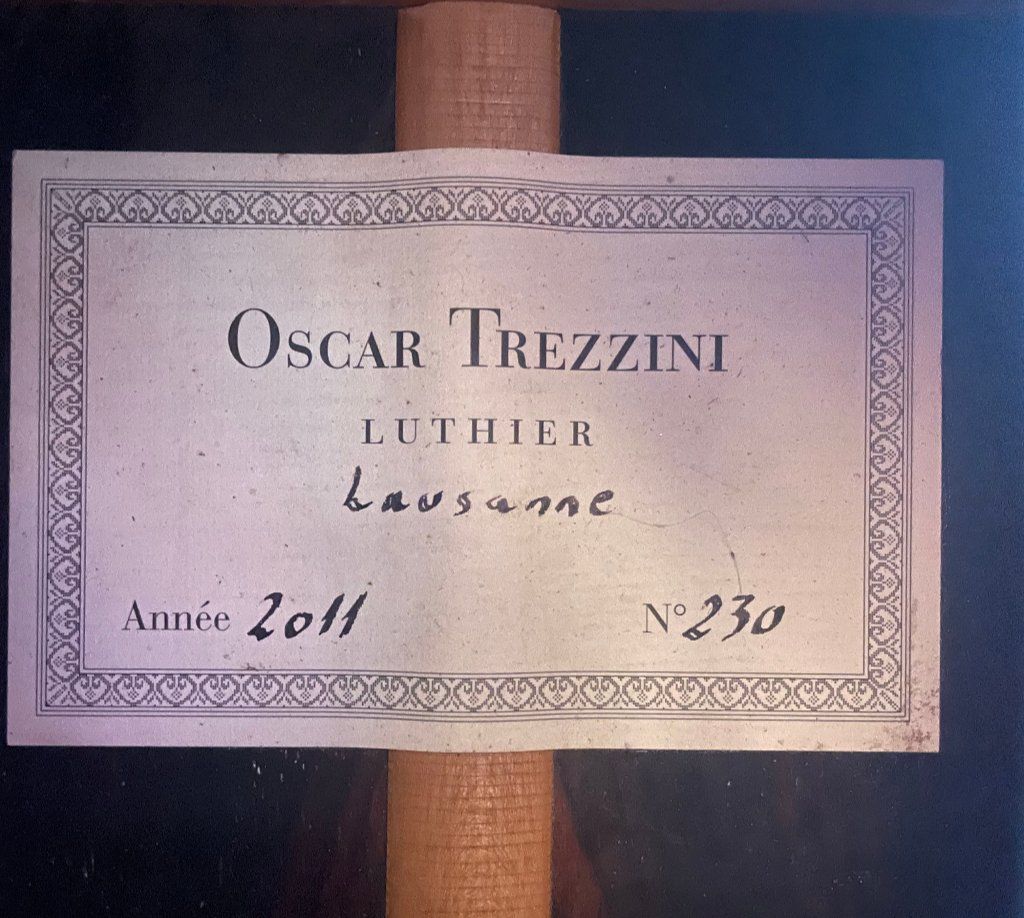 OSCAR TREZZINI
LUTHIER
Lausanne
Année 2011 N° 230